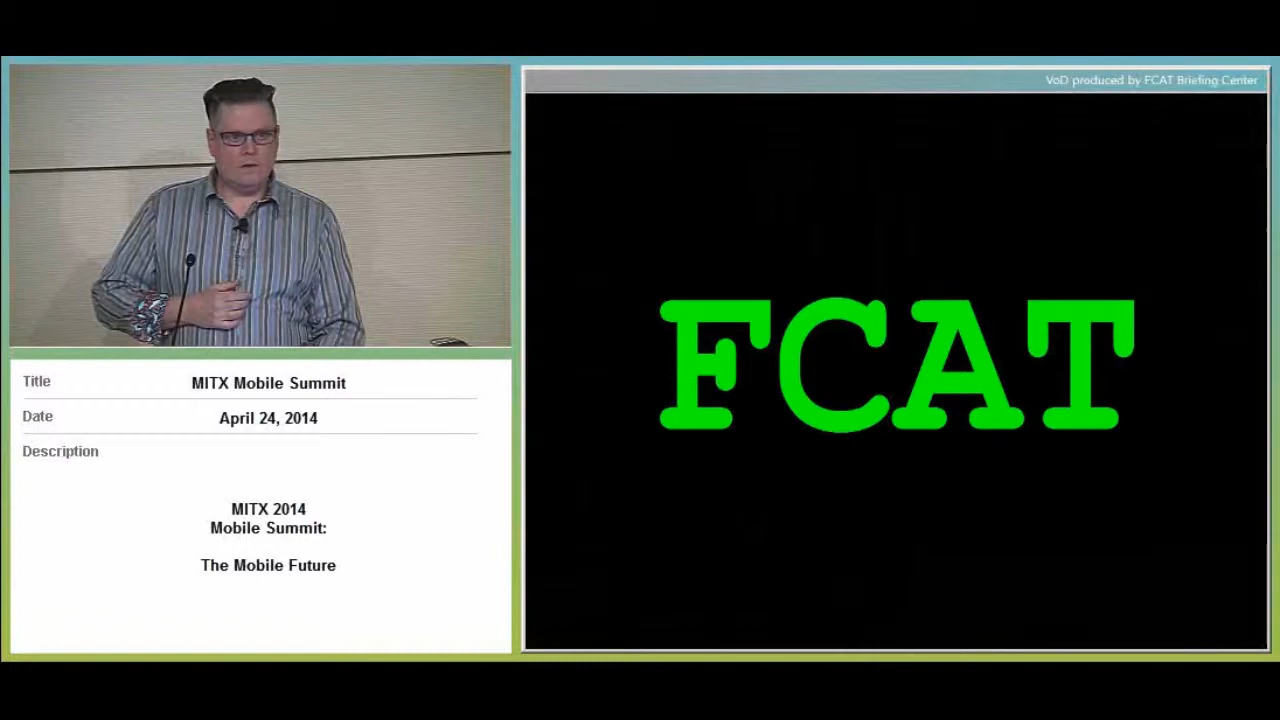 VoD produced by FCAT Briefing Center
FCAT
Title MITX Mobile Summit
Date April 24, 2014
Description
MITX 2014
Mobile Summit:
The Mobile Future